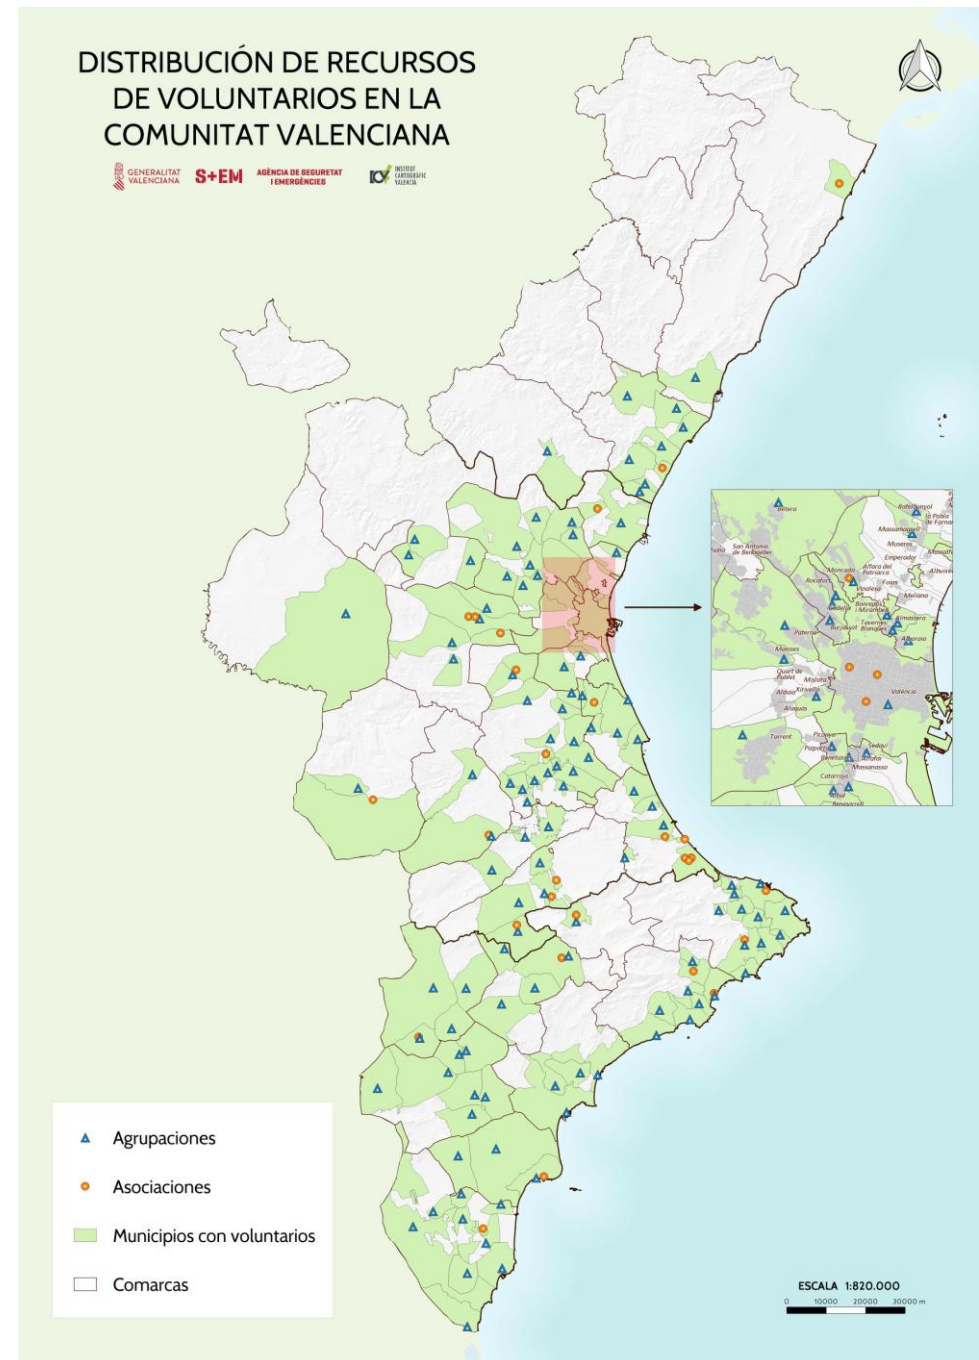 DISTRIBUCIÓN DE RECURSOS
DE VOLUNTARIOS EN LA
COMUNITAT VALENCIANA
GENERALITAT
VALENCIANA
S+EM
AGÈNCIA DE SEGURETAT
I EMERGÈNCIES
ICV
INSTITUT
CARTOGRÀFIC
VALENCIÀ
Bétera
Rafelbunyol
la Pobla
de Farnals
Massamagrell
Museros
San Antonio
de Benagéber
Emperador
Alfara del
Patriarca
Moncada
Rocafort
Vinalesa
Foios
Meliana
Godella
Bonrepòs
i Mirambell
Almàssera
Burjassot
Tavernes
Blanques
Alboraia
Paterna
Manises
Quart de
Poblet
Mislata
Aldaia
Xirivella
València
Alaquàs
Torrent
Picanya
Paiporta
Sedaví
Benetússer
Alfafar
Massanassa
Catarroja
Albal
Beniparrell
Agrupaciones
Asociaciones
Municipios con voluntarios
Comarcas
ESCALA 1:820.000
0 10000 20000 30000 m